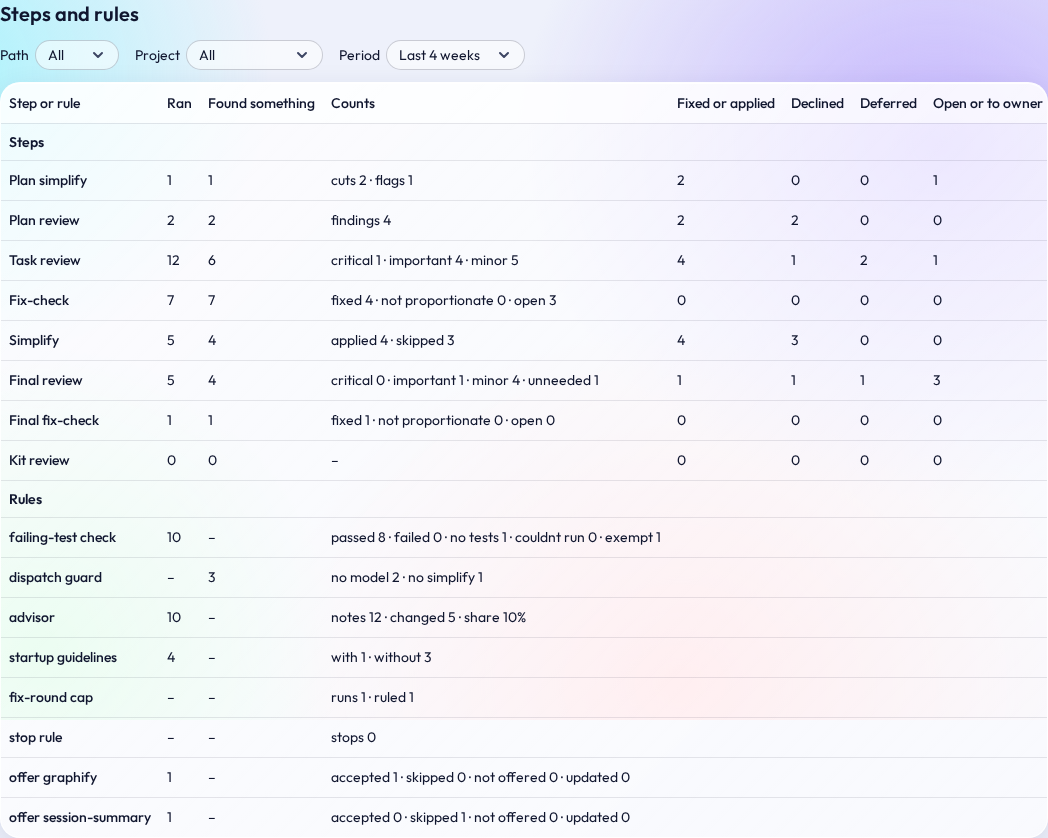 Steps and rules
Path All Project All Period Last 4 weeks
Step or rule Ran Found something Counts Fixed or applied Declined Deferred Open or to owner
Steps
Plan simplify 1 1 cuts 2 · flags 1 2 0 0 1
Plan review 2 2 findings 4 2 2 0 0
Task review 12 6 critical 1 · important 4 · minor 5 4 1 2 1
Fix-check 7 7 fixed 4 · not proportionate 0 · open 3 0 0 0 0
Simplify 5 4 applied 4 · skipped 3 4 3 0 0
Final review 5 4 critical 0 · important 1 · minor 4 · unneeded 1 1 1 1 3
Final fix-check 1 1 fixed 1 · not proportionate 0 · open 0 0 0 0 0
Kit review 0 0 – 0 0 0 0
Rules
failing-test check 10 – passed 8 · failed 0 · no tests 1 · couldnt run 0 · exempt 1
dispatch guard – 3 no model 2 · no simplify 1
advisor 10 – notes 12 · changed 5 · share 10%
startup guidelines 4 – with 1 · without 3
fix-round cap – – runs 1 · ruled 1
stop rule – – stops 0
offer graphify 1 – accepted 1 · skipped 0 · not offered 0 · updated 0
offer session-summary 1 – accepted 0 · skipped 1 · not offered 0 · updated 0